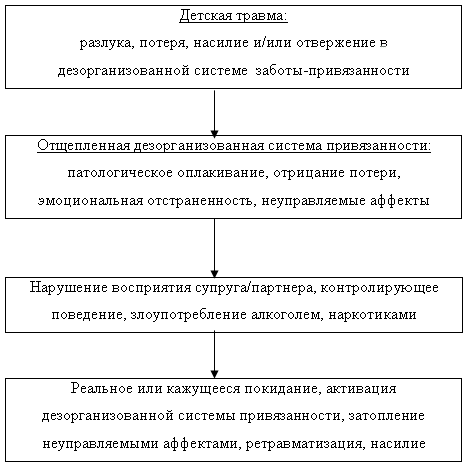 Детская травма:
разлука, потеря, насилие и/или отвержение в
дезорганизованной системе заботы-привязанности
Отщепленная дезорганизованная система привязанности:
патологическое оплакивание, отрицание потери,
эмоциональная отстраненность, неуправляемые аффекты
Нарушение восприятия супруга/партнера, контролирующее
поведение, злоупотребление алкоголем, наркотиками
Реальное или кажущееся покидание, активация
дезорганизованной системы привязанности, затопление
неуправляемыми аффектами, ретравматизация, насилие